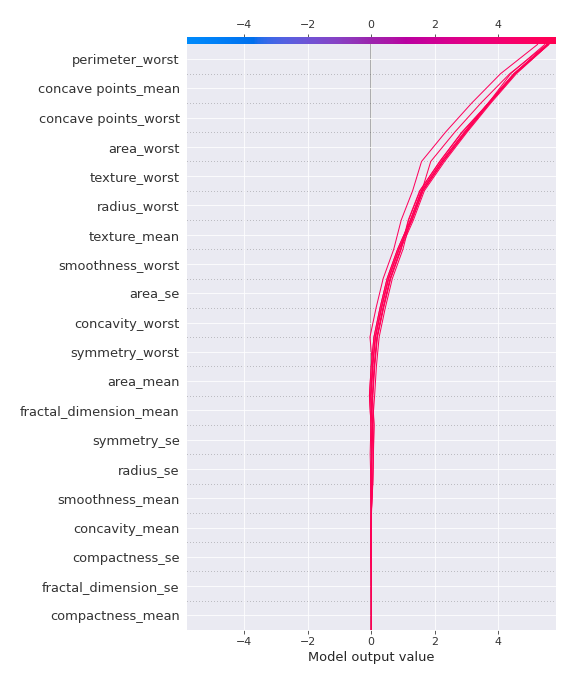 −4 −2 0 2 4
perimeter_worst
concave points_mean
concave points_worst
area_worst
texture_worst
radius_worst
texture_mean
smoothness_worst
area_se
concavity_worst
symmetry_worst
area_mean
fractal_dimension_mean
symmetry_se
radius_se
smoothness_mean
concavity_mean
compactness_se
fractal_dimension_se
compactness_mean
−4 −2 0 2 4
Model output value